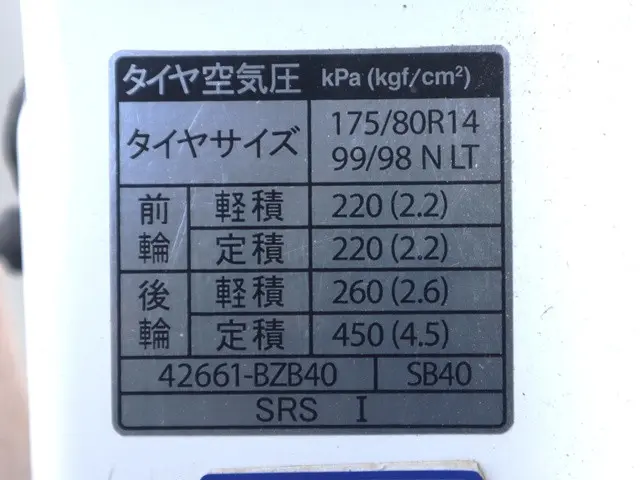 タイヤ空気圧 kPa (kgf/cm²)
タイヤサイズ 175/80R14
99/98 N LT
前輪 軽積 220 (2.2)
定積 220 (2.2)
後輪 軽積 260 (2.6)
定積 450 (4.5)
42661-BZB40 SB40
SRS I